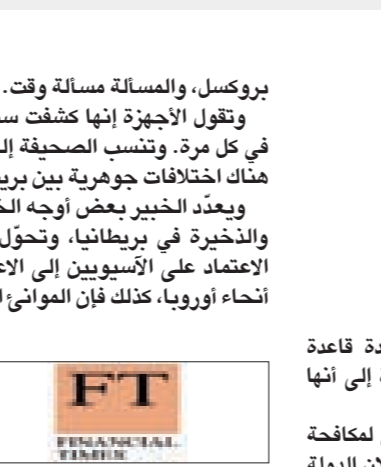 بروكسل، والمسألة مسألة وقت.
وتقول الأجهزة إنها كشفت
في كل مرة. وتنسب الصحيفة
هناك اختلافات جوهرية بين
ويعدّد الخبير بعض أوجه
والذخيرة في بريطانيا، وتحوّل
الاعتماد على الآسيويين إلى
أنحاء أوروبا، كذلك فإن الموانئ
قاعدة
إلى أنها
لمكافحة
الدولة
FT
FINANCIAL
TIMES